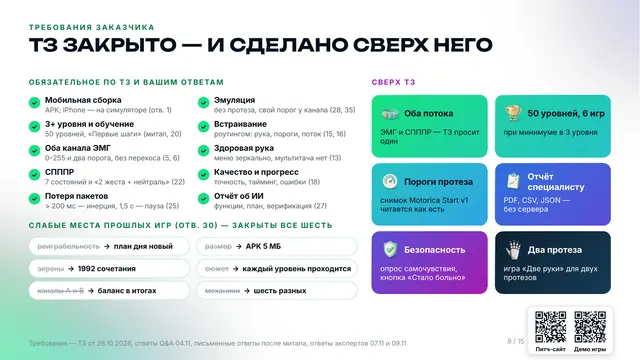 ТРЕБОВАНИЯ ЗАКАЗЧИКА
ТЗ ЗАКРЫТО — И СДЕЛАНО СВЕРХ НЕГО
ОБЯЗАТЕЛЬНОЕ ПО ТЗ И ВАШИМ ОТВЕТАМ
Мобильная сборка
APK; iPhone — на симуляторе (отв. 1)
3+ уровня и обучение
50 уровней, «Первые шаги» (митап, 20)
Оба канала ЭМГ
0–255 и два порога, без перекоса (5, 6)
СПППР
7 состояний и «2 жеста + нейтраль» (22)
Потеря пакетов
> 200 мс — инерция, 1,5 с — пауза (25)
Эмуляция
без протеза, свой порог у канала (28, 35)
Встраивание
роутингом: рука, пороги, поток (15, 16)
Здоровая рука
меню зеркально, мультитача нет (13)
Качество и прогресс
точность, тайминг, ошибки (18)
Отчёт об ИИ
функции, план, верификация (27)
СЛАБЫЕ МЕСТА ПРОШЛЫХ ИГР (ОТВ. 30) — ЗАКРЫТЫ ВСЕ ШЕСТЬ
реиграбельность → план дня новый
размер → APK 5 МБ
экраны → 1992 сочетания
сюжет → каждый уровень проходится
каналы A и B → баланс в итогах
механики → шесть разных
СВЕРХ ТЗ
Оба потока
ЭМГ и СПППР — ТЗ просит
один
50 уровней, 6 игр
при минимуме в 3 уровня
Пороги протеза
снимок Motorica Start v1
читается как есть
Отчёт
специалисту
PDF, CSV, JSON —
без сервера
Безопасность
опрос самочувствия,
кнопка «Стало больно»
Два протеза
игра «Две руки» для двух
протезов
Требования — ТЗ от 28.10.2026, ответы Q&A 04.11, письменные ответы после митапа, ответы экспертов 07.11 и 09.11
9 / 15
Питч-сайт
Демо игры